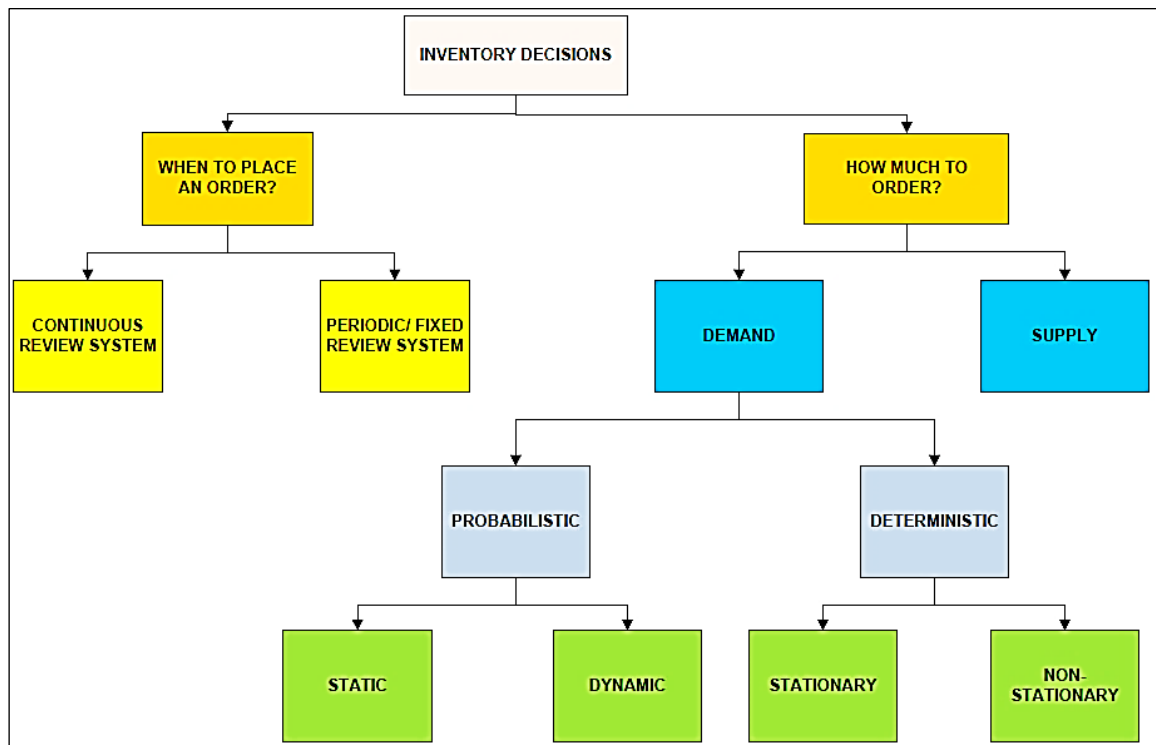 INVENTORY DECISIONS
WHEN TO PLACE
AN ORDER?
HOW MUCH TO
ORDER?
CONTINUOUS
REVIEW SYSTEM
PERIODIC/ FIXED
REVIEW SYSTEM
DEMAND
SUPPLY
PROBABILISTIC
DETERMINISTIC
STATIC
DYNAMIC
STATIONARY
NON-
STATIONARY